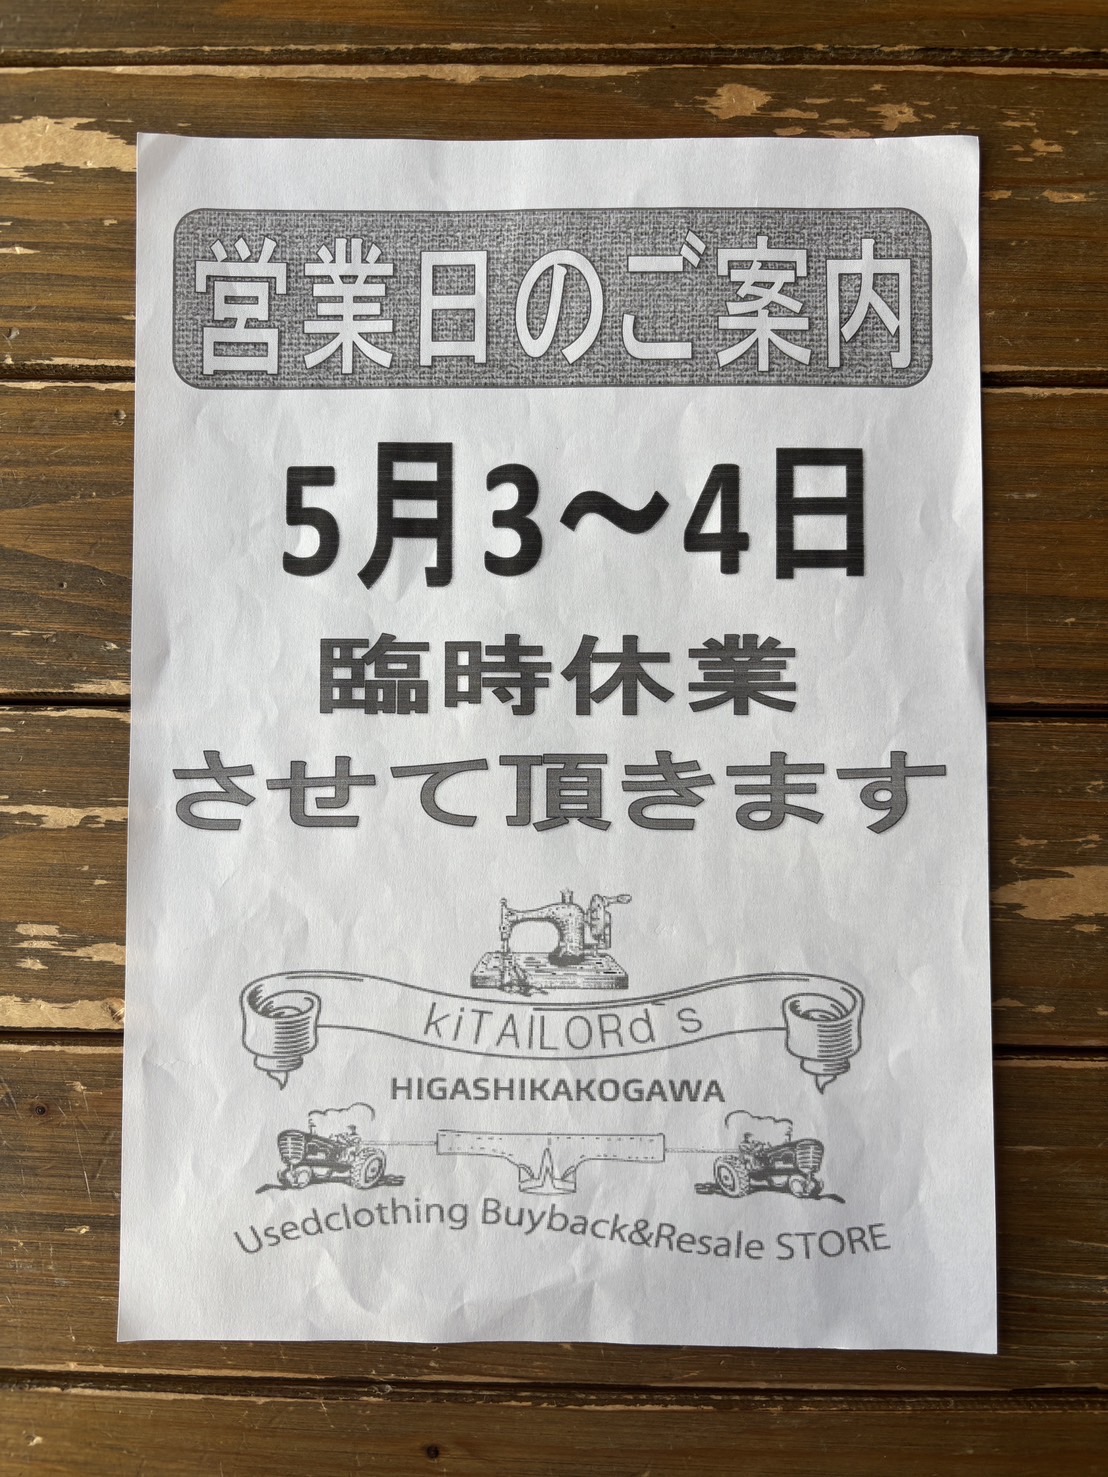 営業日のご案内
5月3〜4日
臨時休業
させて頂きます
kiTAILORd`s
HIGASHIKAKOGAWA
Usedclothing Buyback&Resale STORE